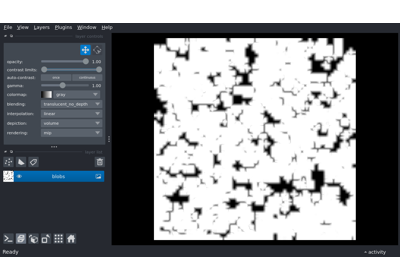 File View Layers Plugins Window Help
opacity: 1.00
contrast limits:
auto-contrast: once continuous
gamma: 1.00
colormap: gray
blending: translucent_no_depth
interpolation: linear
depiction: volume
rendering: mip
blobs
Ready
activity